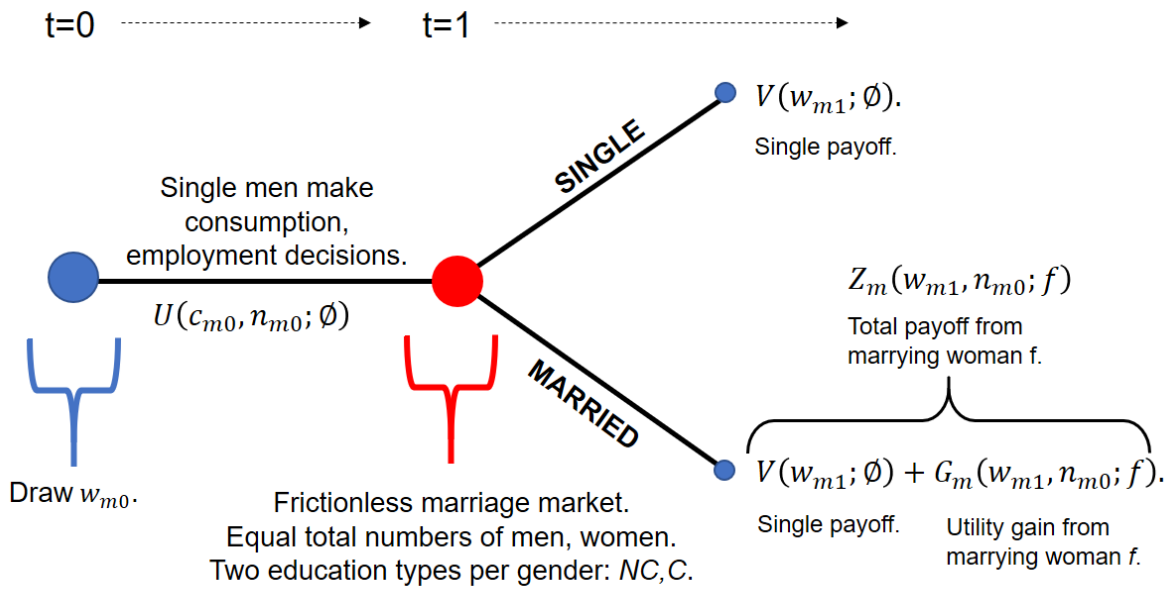 t=0
t=1
V(w_{m1}; Ø).
Single payoff.
SINGLE
Single men make
consumption,
employment decisions.
U(c_{m0}, n_{m0}; Ø)
Z_m(w_{m1}, n_{m0}; f)
Total payoff from
marrying woman f.
MARRIED
V(w_{m1}; Ø) + G_m(w_{m1}, n_{m0}; f).
Single payoff.
Utility gain from
marrying woman f.
Draw w_{m0}.
Frictionless marriage market.
Equal total numbers of men, women.
Two education types per gender: NC,C.